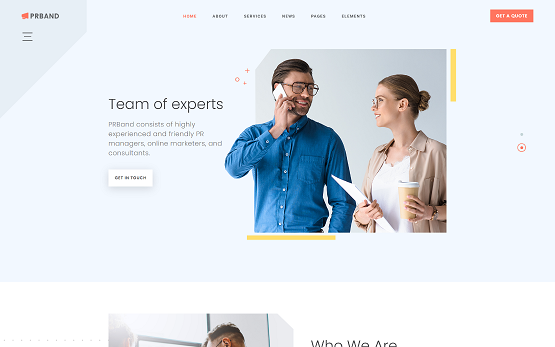 PRBAND
HOME ABOUT SERVICES NEWS PAGES ELEMENTS
GET A QUOTE
Team of experts
PRBand consists of highly
experienced and friendly PR
managers, online marketers, and
consultants.
GET IN TOUCH
Who We Are